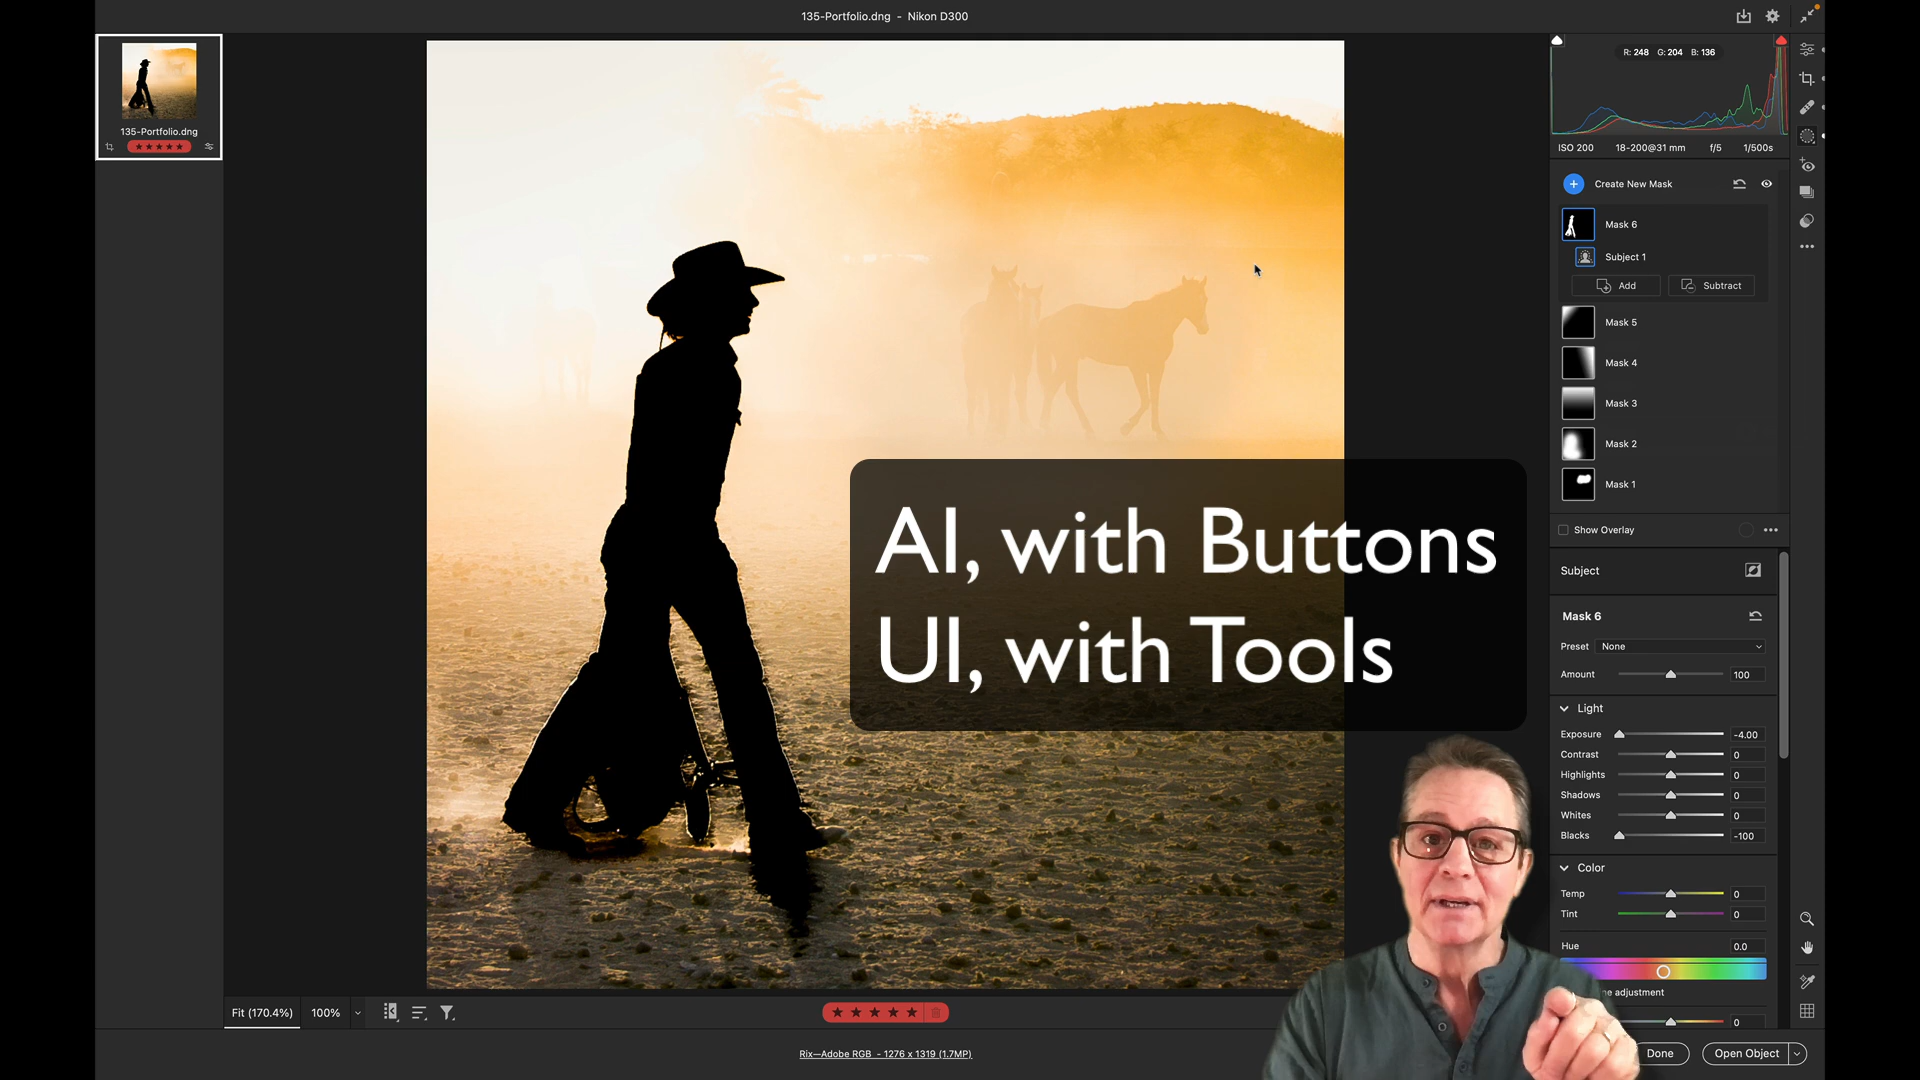 135-Portfolio.dng - Nikon D300
135-Portfolio.dng
R: 248 G: 204 B: 136
ISO 200 18-200@31 mm f/5 1/500s
Create New Mask
Mask 6
Subject 1
Add Subtract
Mask 5
Mask 4
Mask 3
Mask 2
Mask 1
Show Overlay
AI, with Buttons
UI, with Tools
Subject
Mask 6
Preset None
Amount 100
Light
Exposure -4.00
Contrast 0
Highlights 0
Shadows 0
Whites 0
Blacks -100
Color
Temp 0
Tint 0
Hue 0.0
adjustment
0
Fit (170.4%) 100%
Rix—Adobe RGB - 1276 x 1319 (1.7MP)
Done Open Object